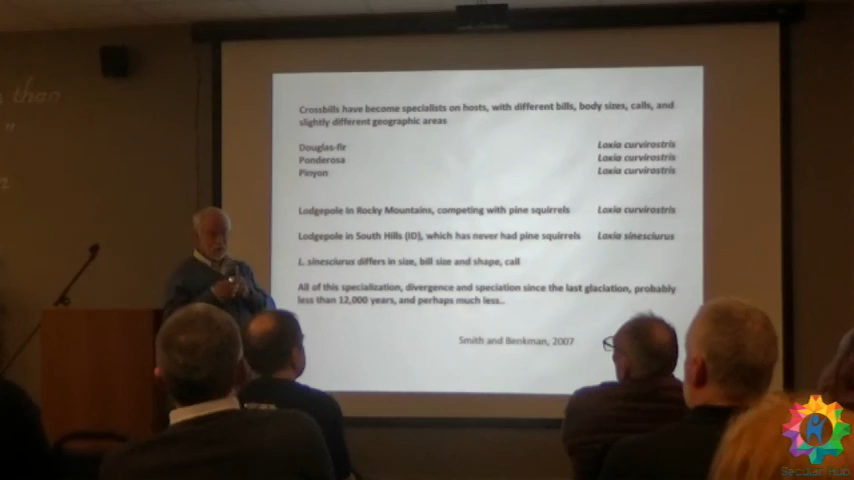 than
"
Crossbills have become specialists on hosts, with different bills, body sizes, calls, and
slightly different geographic areas
Douglas-fir Loxia curvirostris
Ponderosa Loxia curvirostris
Pinyon Loxia curvirostris
Lodgepole in Rocky Mountains, competing with pine squirrels Loxia curvirostris
Lodgepole in South Hills (ID), which has never had pine squirrels Loxia sinesciurus
L. sinesciurus differs in size, bill size and shape, call
All of this specialization, divergence and speciation since the last glaciation, probably
less than 12,000 years, and perhaps much less..
Smith and Benkman, 2007
Secular Hub